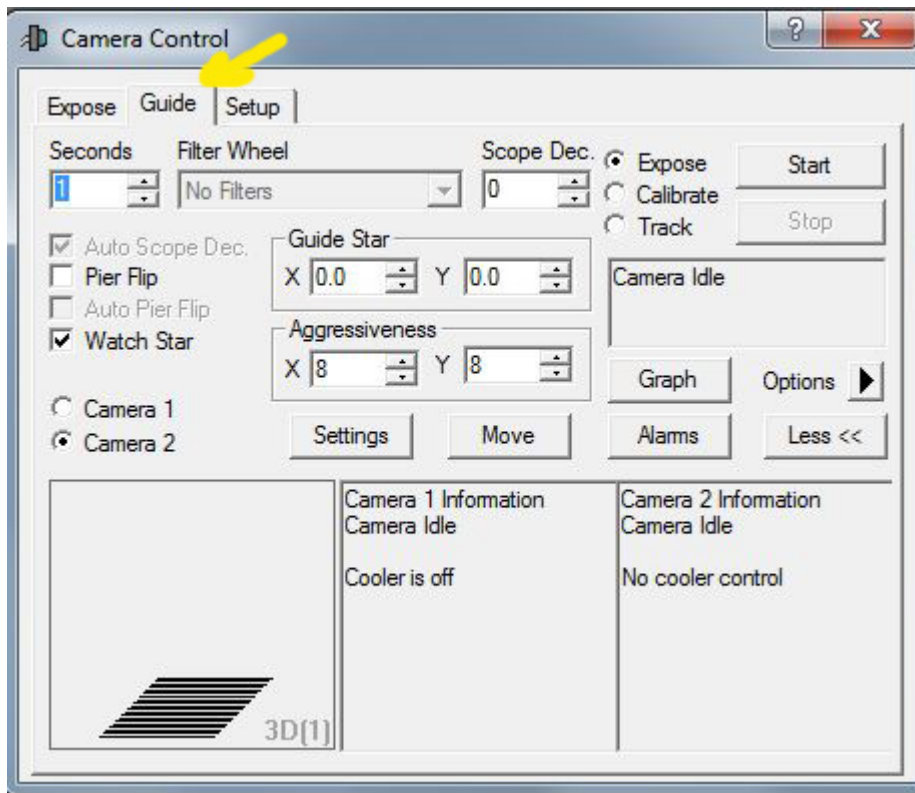 Camera Control
?
Expose Guide Setup
Seconds Filter Wheel Scope Dec.
1 No Filters 0
Expose
Calibrate
Track
Start
Stop
Auto Scope Dec.
Pier Flip
Auto Pier Flip
Watch Star
Guide Star
X 0.0 Y 0.0
Aggressiveness
X 8 Y 8
Camera Idle
Camera 1
Camera 2
Settings Move
Graph Options
Alarms Less <<
3D(1)
Camera 1 Information
Camera Idle
Cooler is off
Camera 2 Information
Camera Idle
No cooler control